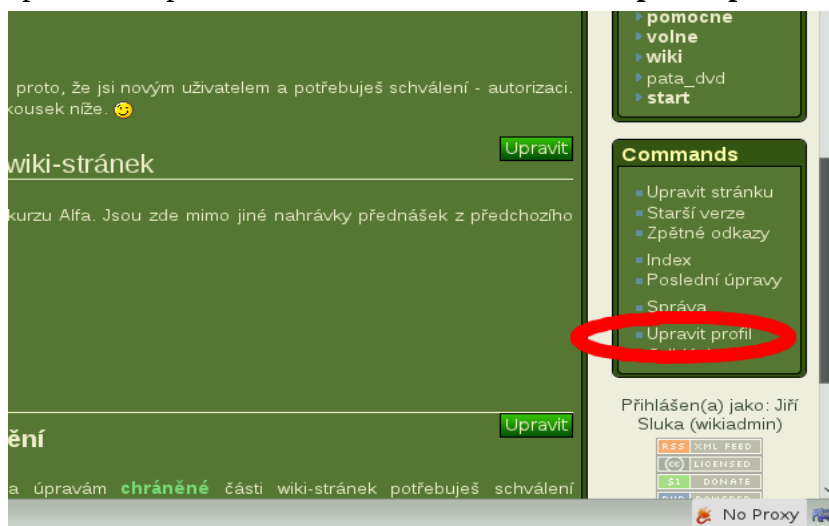 proto, že jsi novým uživatelem a potřebuješ schválení - autorizaci.
kousek níže.
Upravit
wiki-stránek
kurzu Alfa. Jsou zde mimo jiné nahrávky přednášek z předchozího
Upravit
ění
a úpravám chráněné části wiki-stránek potřebuješ schválení
pomocne
volne
wiki
pata_dvd
start
Commands
Upravit stránku
Starší verze
Zpětné odkazy
Index
Poslední úpravy
Správa
Upravit profil
Přihlášen(a) jako: Jiří
Sluka (wikiadmin)
RSS XML FEED
(cc) LICENSED
$1 DONATE
No Proxy